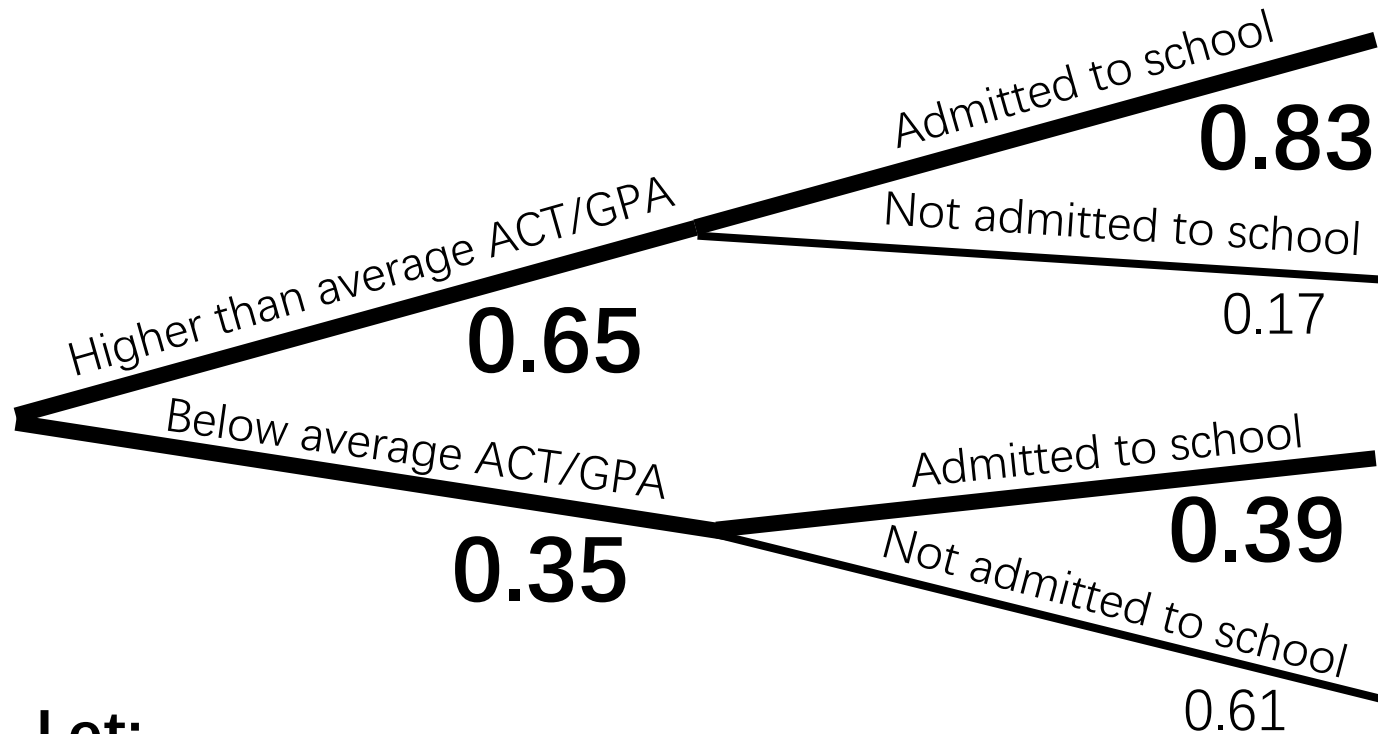 Admitted to school
0.83
Not admitted to school
0.17
Higher than average ACT/GPA
0.65
Below average ACT/GPA
0.35
Admitted to school
0.39
Not admitted to school
0.61
Let: